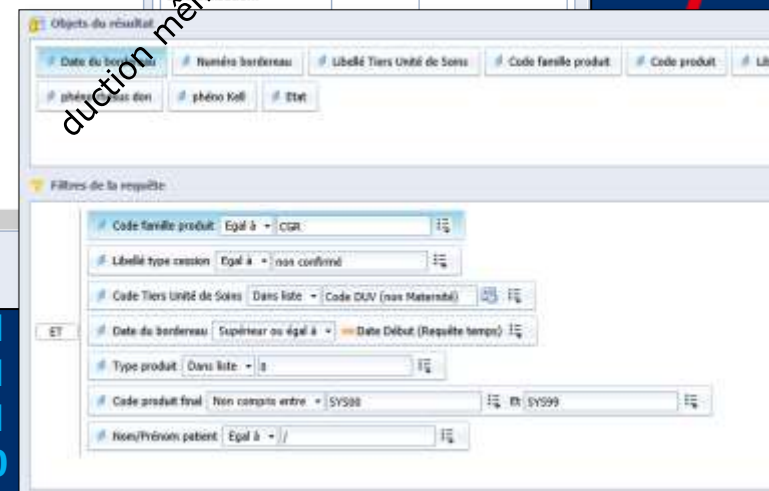 Objets du résultat
Date du bordereau Numéro bordereau Libellé Tiers Unité de Soins Code famille produit Code produit
duction mêm
phéno Kell Etat
Filtres de la requête
Code famille produit Egal à CGR
Libellé type cession Egal à non confirmé
Code Tiers Unité de Soins Dans liste Code DUV (non Maternité)
ET Date du bordereau Supérieur ou égal à Date Début (Requête temps)
Type produit Dans liste
Code produit final Non compris entre SYS00 Et SYS99
Nom/Prénom patient Egal à /